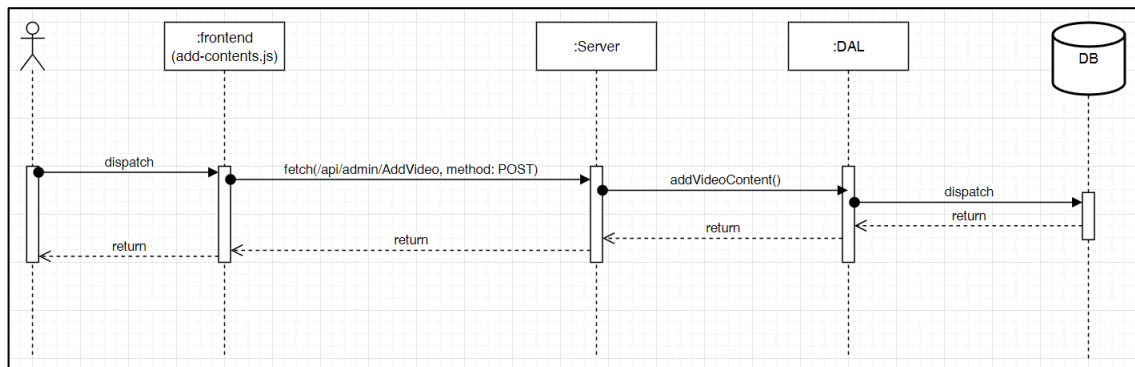 :frontend
(add-contents.js)
:Server
:DAL
DB
dispatch
fetch(/api/admin/AddVideo, method: POST)
addVideoContent()
dispatch
return
return
return
return